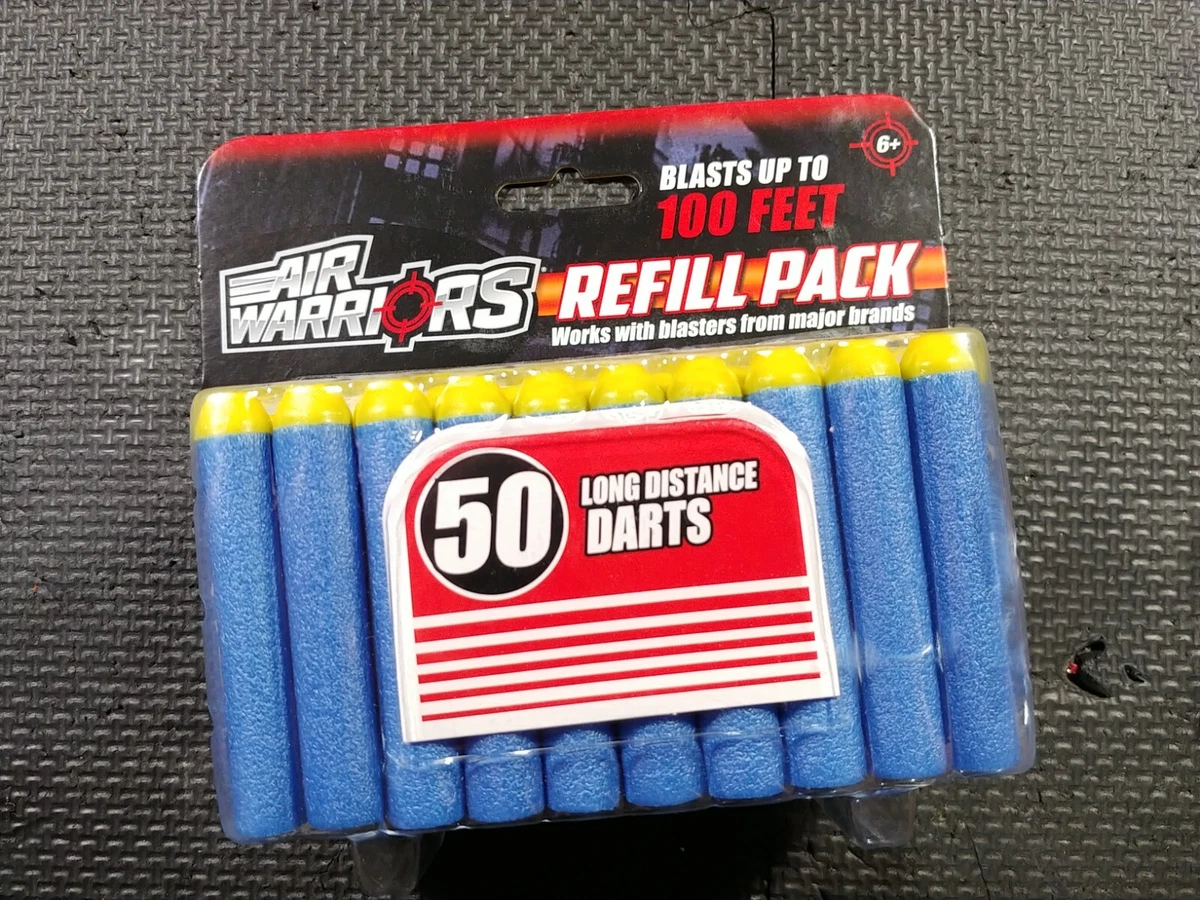 6+
BLASTS UP TO
100 FEET
AIR
WARRIORS
REFILL PACK
Works with blasters from major brands
50
LONG DISTANCE
DARTS